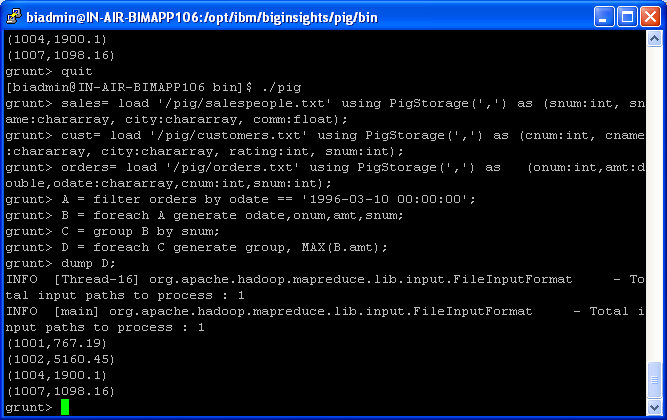 biadmin@IN-AIR-BIMAPP106:/opt/ibm/biginsights/pig/bin
(1004,1900.1)
(1007,1098.16)
grunt> quit
[biadmin@IN-AIR-BIMAPP106 bin]$ ./pig
grunt> sales= load '/pig/salespeople.txt' using PigStorage(',') as (snum:int, sn
ame:chararray, city:chararray, comm:float);
grunt> cust= load '/pig/customers.txt' using PigStorage(',') as (cnum:int, cname
:chararray, city:chararray, rating:int, snum:int);
grunt> orders= load '/pig/orders.txt' using PigStorage(',') as   (onum:int,amt:d
ouble,odate:chararray,cnum:int,snum:int);
grunt> A = filter orders by odate == '1996-03-10 00:00:00';
grunt> B = foreach A generate odate,onum,amt,snum;
grunt> C = group B by snum;
grunt> D = foreach C generate group, MAX(B.amt);
grunt> dump D;
INFO  [Thread-16] org.apache.hadoop.mapreduce.lib.input.FileInputFormat     - To
tal input paths to process : 1
INFO  [main] org.apache.hadoop.mapreduce.lib.input.FileInputFormat     - Total i
nput paths to process : 1
(1001,767.19)
(1002,5160.45)
(1004,1900.1)
(1007,1098.16)
grunt>